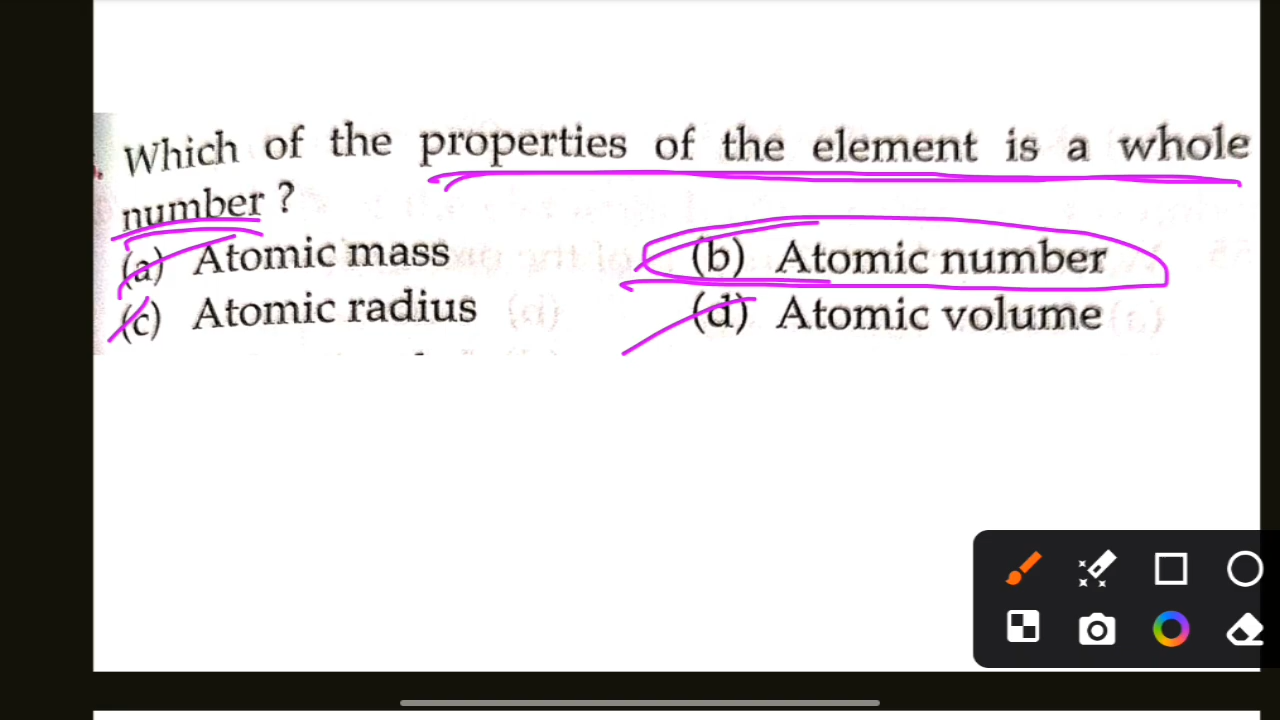 Which of the properties of the element is a whole
number ?
(a) Atomic mass (b) Atomic number
(c) Atomic radius (d) Atomic volume